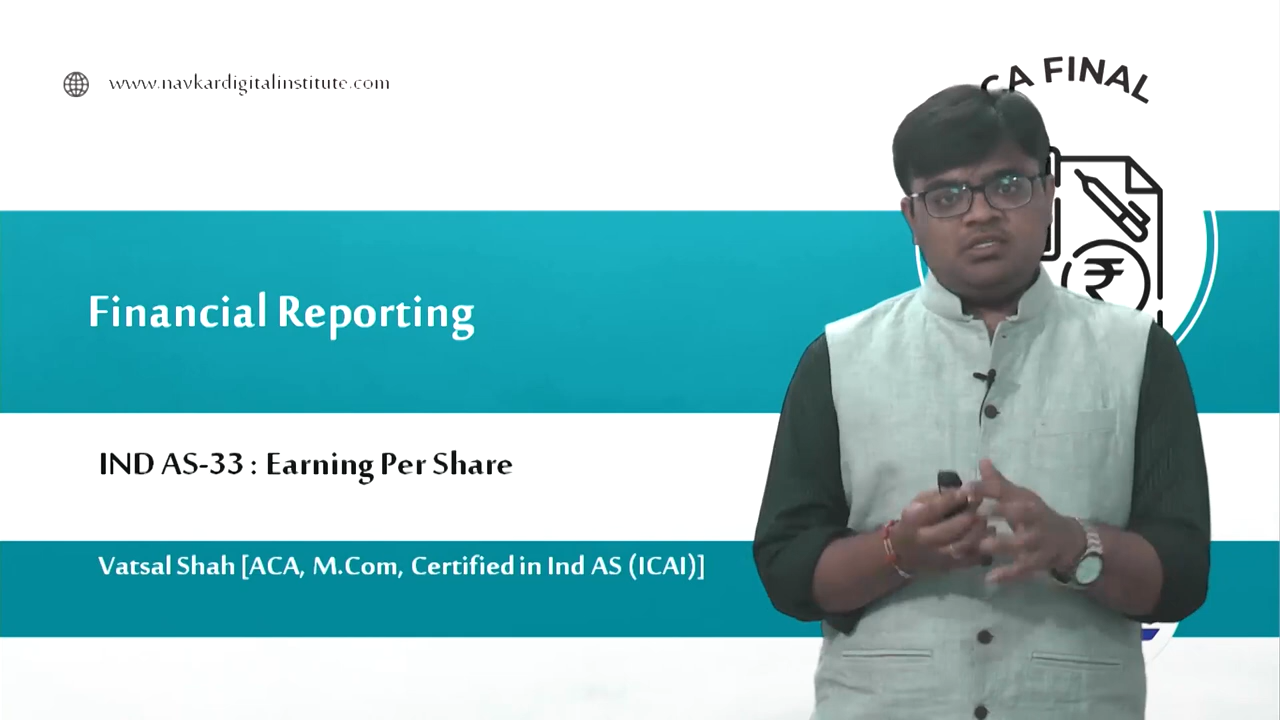 www.navkardigitalinstitute.com
CA FINAL
₹
Financial Reporting
IND AS-33 : Earning Per Share
Vatsal Shah [ACA, M.Com, Certified in Ind AS (ICAI)]